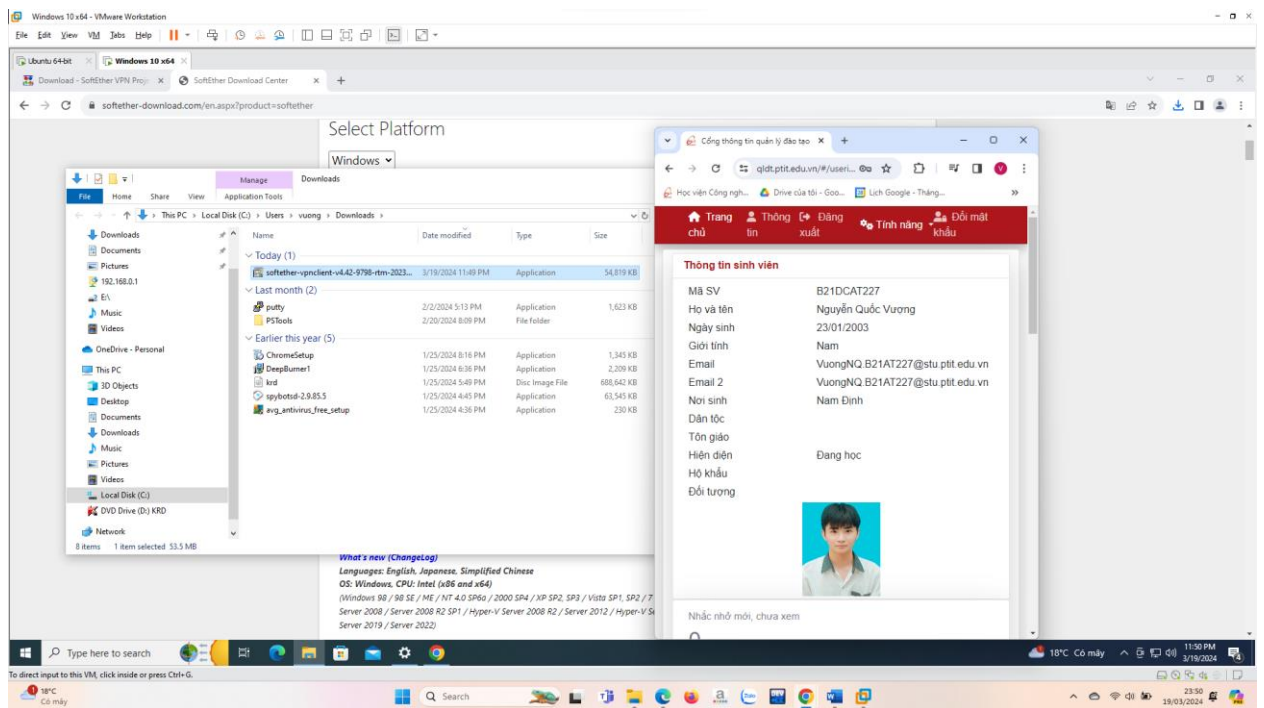 Windows 10 x64 - VMware Workstation
File Edit View VM Tabs Help
Ubuntu 64-bit
Windows 10 x64
Download - SoftEther VPN Proje
SoftEther Download Center
softether-download.com/en.aspx?product=softether
Select Platform
Windows
Manage Downloads
File Home Share View Application Tools
This PC > Local Disk (C:) > Users > vuong > Downloads >
Downloads
Documents
Pictures
192.168.0.1
E:\
Music
Videos
OneDrive - Personal
This PC
3D Objects
Desktop
Documents
Downloads
Music
Pictures
Videos
Local Disk (C:)
DVD Drive (D:) KRD
Network
Name Date modified Type Size
Today (1)
softether-vpnclient-v4.42-9798-rtm-2023... 3/19/2024 11:49 PM Application 54,819 KB
Last month (2)
putty 2/2/2024 5:13 PM Application 1,623 KB
PSTools 2/20/2024 8:09 PM File folder
Earlier this year (5)
ChromeSetup 1/25/2024 8:16 PM Application 1,345 KB
DeepBurner1 1/25/2024 6:36 PM Application 2,209 KB
krd 1/25/2024 5:49 PM Disc Image File 688,642 KB
spybotsd-2.9.85.5 1/25/2024 4:45 PM Application 63,545 KB
avg_antivirus_free_setup 1/25/2024 4:36 PM Application 230 KB
8 items 1 item selected 53.5 MB
What's new (ChangeLog)
Languages: English, Japanese, Simplified Chinese
OS: Windows, CPU: Intel (x86 and x64)
(Windows 98 / 98 SE / ME / NT 4.0 SP6a / 2000 SP4 / XP SP2, SP3 / Vista SP1, SP2 / 7
Server 2008 / Server 2008 R2 SP1 / Hyper-V Server 2008 R2 / Server 2012 / Hyper-V Se
Server 2019 / Server 2022)
Cổng thông tin quản lý đào tạo
qldt.ptit.edu.vn/#/useri...
V
Học viện Công ngh...
Drive của tôi - Goo...
Lịch Google - Tháng...
Trang chủ
Thông tin
Đăng xuất
Tính năng
Đổi mật khẩu
Thông tin sinh viên
Mã SV B21DCAT227
Họ và tên Nguyễn Quốc Vượng
Ngày sinh 23/01/2003
Giới tính Nam
Email VuongNQ.B21AT227@stu.ptit.edu.vn
Email 2 VuongNQ.B21AT227@stu.ptit.edu.vn
Nơi sinh Nam Định
Dân tộc
Tôn giáo
Hiện diện Đang học
Hộ khẩu
Đối tượng
Nhắc nhở mới, chưa xem
Type here to search
18°C Có mây
11:50 PM
3/19/2024
To direct input to this VM, click inside or press Ctrl+G.
18°C
Có mây
Search
23:50
19/03/2024